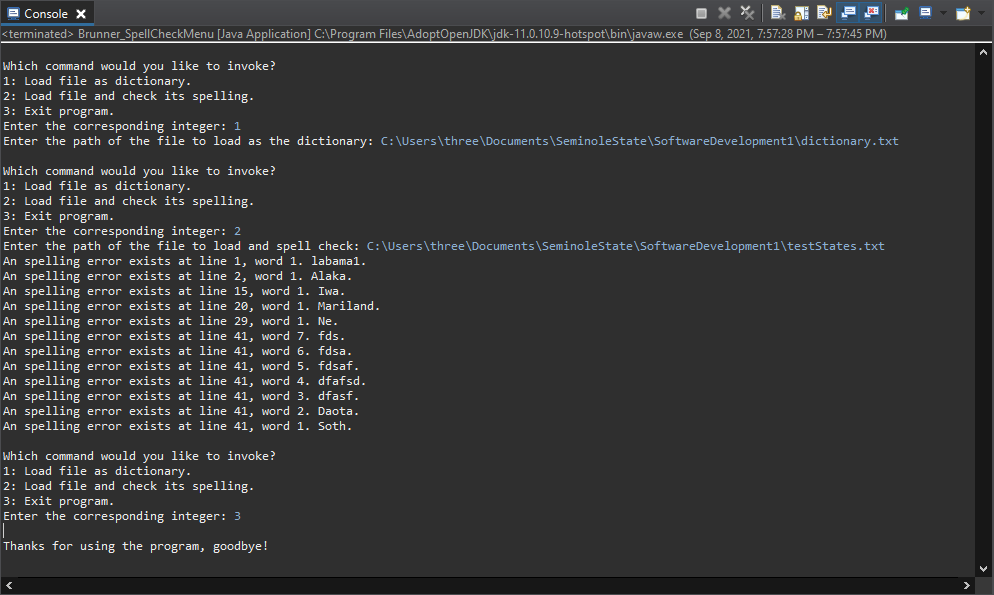 Console
<terminated> Brunner_SpellCheckMenu [Java Application] C:\Program Files\AdoptOpenJDK\jdk-11.0.10.9-hotspot\bin\javaw.exe (Sep 8, 2021, 7:57:28 PM – 7:57:45 PM)
Which command would you like to invoke?
1: Load file as dictionary.
2: Load file and check its spelling.
3: Exit program.
Enter the corresponding integer: 1
Enter the path of the file to load as the dictionary: C:\Users\three\Documents\SeminoleState\SoftwareDevelopment1\dictionary.txt
Which command would you like to invoke?
1: Load file as dictionary.
2: Load file and check its spelling.
3: Exit program.
Enter the corresponding integer: 2
Enter the path of the file to load and spell check: C:\Users\three\Documents\SeminoleState\SoftwareDevelopment1\testStates.txt
An spelling error exists at line 1, word 1. labama1.
An spelling error exists at line 2, word 1. Alaka.
An spelling error exists at line 15, word 1. Iwa.
An spelling error exists at line 20, word 1. Mariland.
An spelling error exists at line 29, word 1. Ne.
An spelling error exists at line 41, word 7. fds.
An spelling error exists at line 41, word 6. fdsa.
An spelling error exists at line 41, word 5. fdsaf.
An spelling error exists at line 41, word 4. dfafsd.
An spelling error exists at line 41, word 3. dfasf.
An spelling error exists at line 41, word 2. Daota.
An spelling error exists at line 41, word 1. Soth.
Which command would you like to invoke?
1: Load file as dictionary.
2: Load file and check its spelling.
3: Exit program.
Enter the corresponding integer: 3
Thanks for using the program, goodbye!